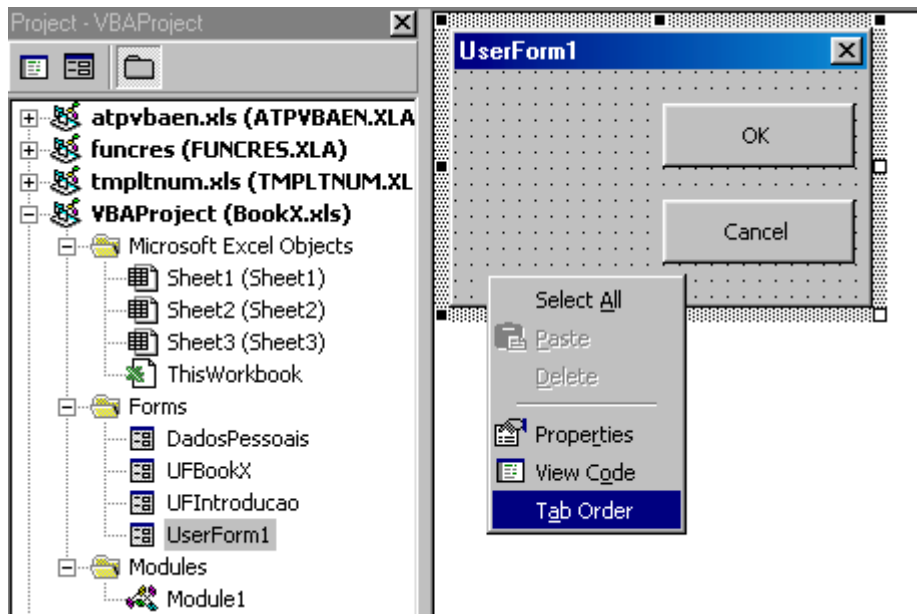 Project - VBAProject
atpvbaen.xls (ATPVBAEN.XLA
funcres (FUNCRES.XLA)
tmpltnum.xls (TMPLTNUM.XL
VBAProject (BookX.xls)
Microsoft Excel Objects
Sheet1 (Sheet1)
Sheet2 (Sheet2)
Sheet3 (Sheet3)
ThisWorkbook
Forms
DadosPessoais
UFBookX
UFIntroducao
UserForm1
Modules
Module1
UserForm1
OK
Cancel
Select All
Paste
Delete
Properties
View Code
Tab Order